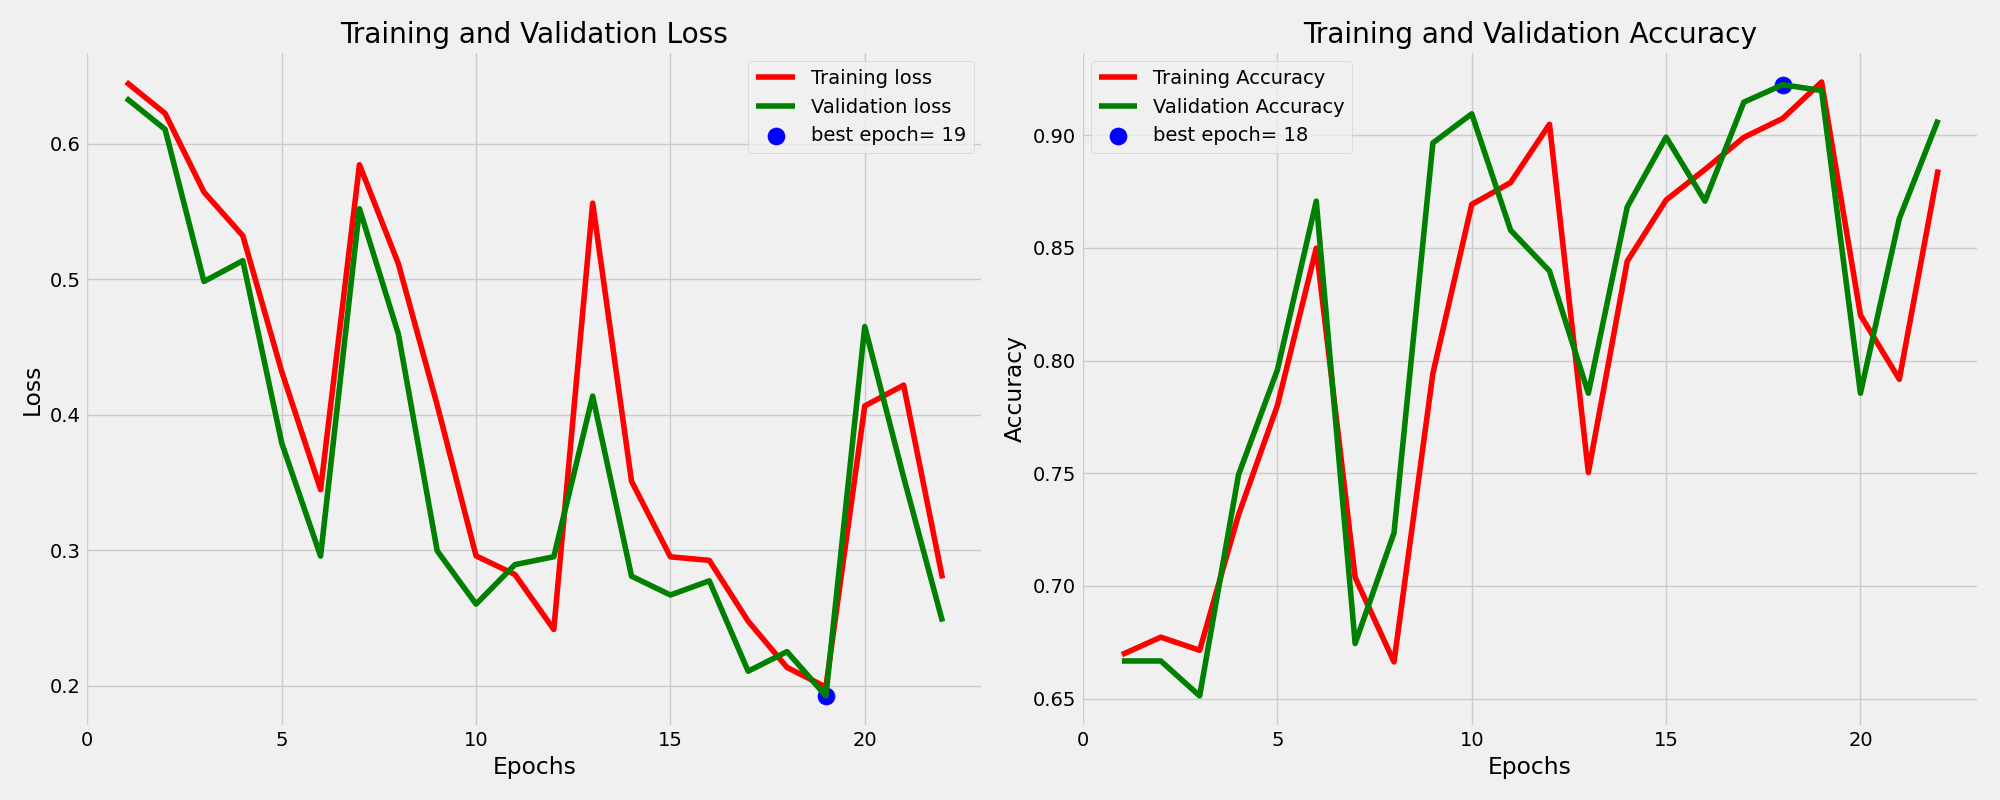 Training and Validation Loss
Training loss
Validation loss
best epoch= 19
0.6
0.5
0.4
0.3
0.2
Loss
0 5 10 15 20
Epochs
Training and Validation Accuracy
Training Accuracy
Validation Accuracy
best epoch= 18
0.90
0.85
0.80
0.75
0.70
0.65
Accuracy
0 5 10 15 20
Epochs